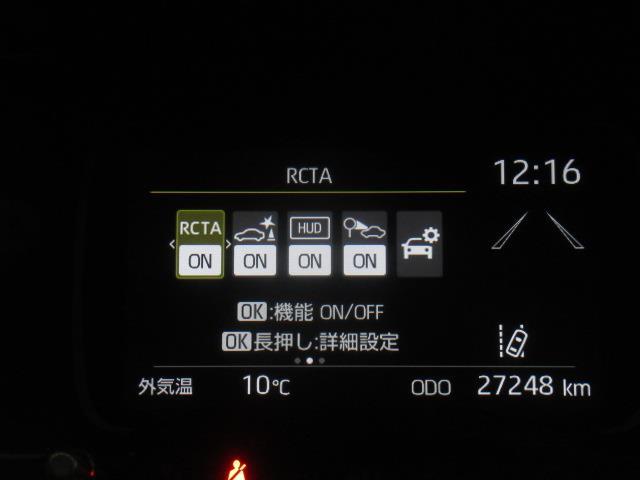 RCTA
12:16
RCTA HUD
ON ON ON ON
OK:機能 ON/OFF
OK長押し:詳細設定
外気温 10℃ ODO 27248 km